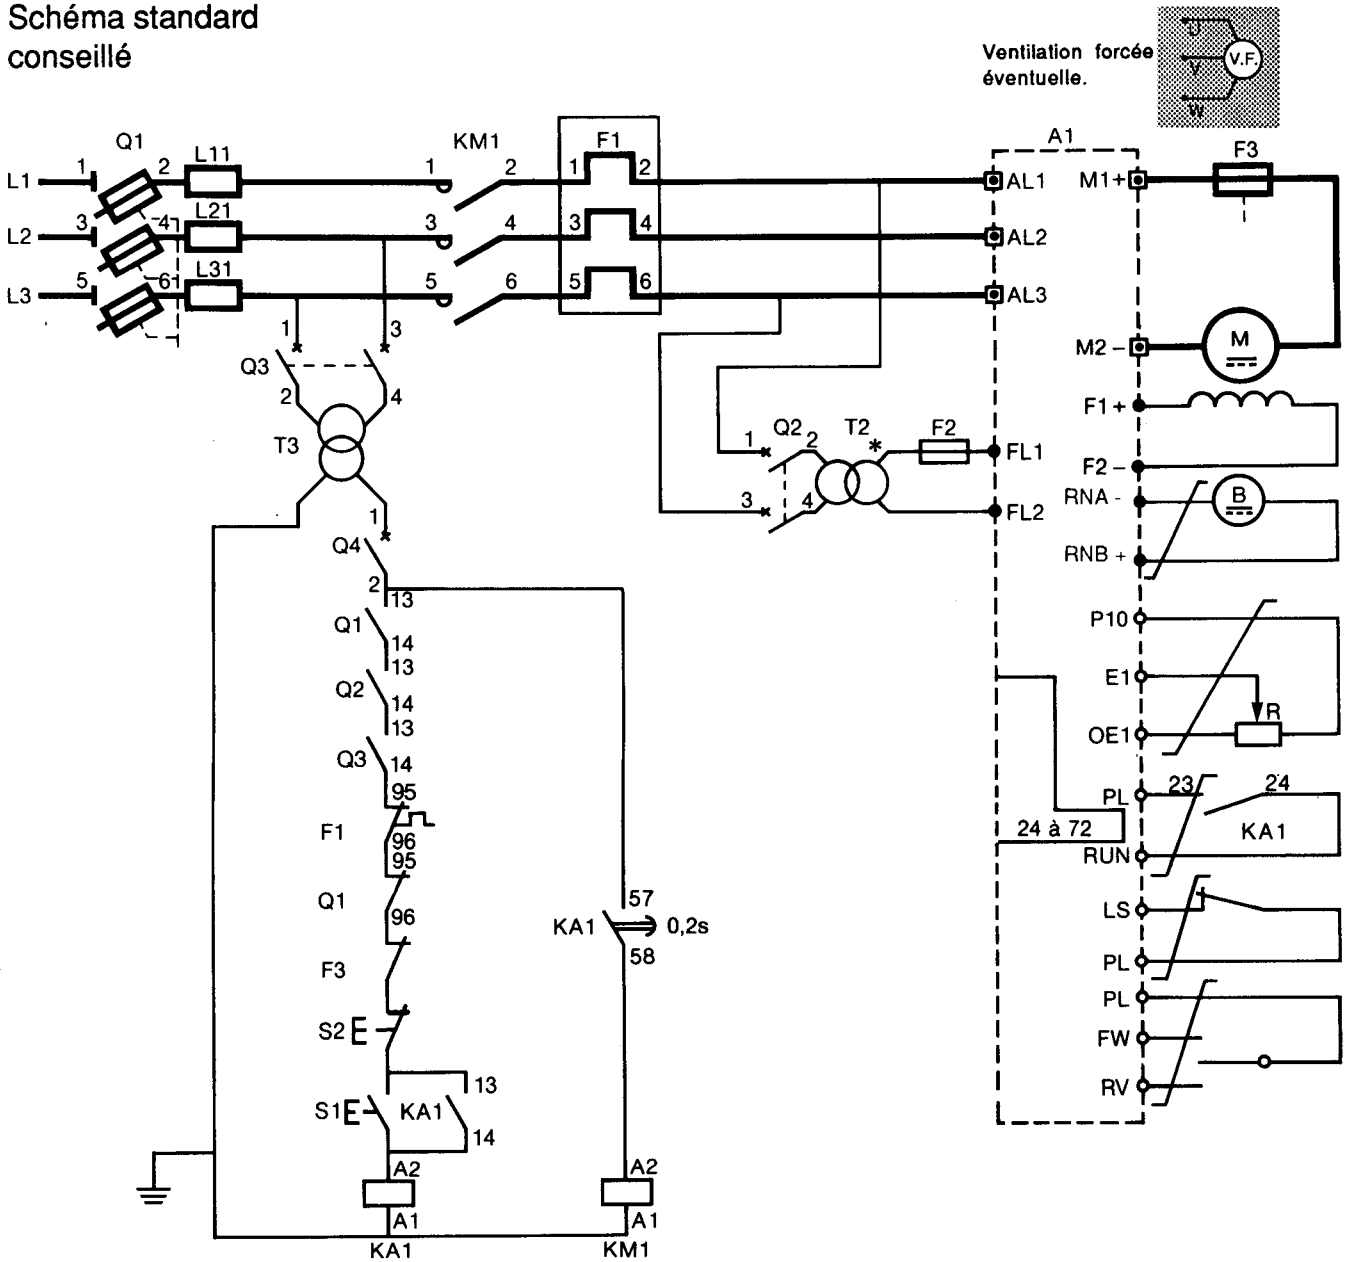 Schéma standard
conseillé
Ventilation forcée
éventuelle.
U
V
W
V.F.
Q1
L11
KM1
F1
A1
F3
L1
1
2
1
2
1
2
AL1
M1+
L21
L2
3
4
3
4
3
4
AL2
L31
L3
5
6
5
6
5
6
AL3
1
3
Q3
2
4
T3
M
M2 –
F1 +
Q2
T2
*
F2
1
2
FL1
F2 –
3
4
FL2
RNA -
B
RNB +
1
Q4
2
13
Q1
14
13
Q2
14
13
Q3
14
95
F1
96
95
Q1
96
F3
S2
S1
KA1
13
14
57
KA1
0,2s
58
P10
E1
R
OE1
PL
23
24
24 à 72
KA1
RUN
LS
PL
PL
FW
RV
A2
A1
KA1
A2
A1
KM1